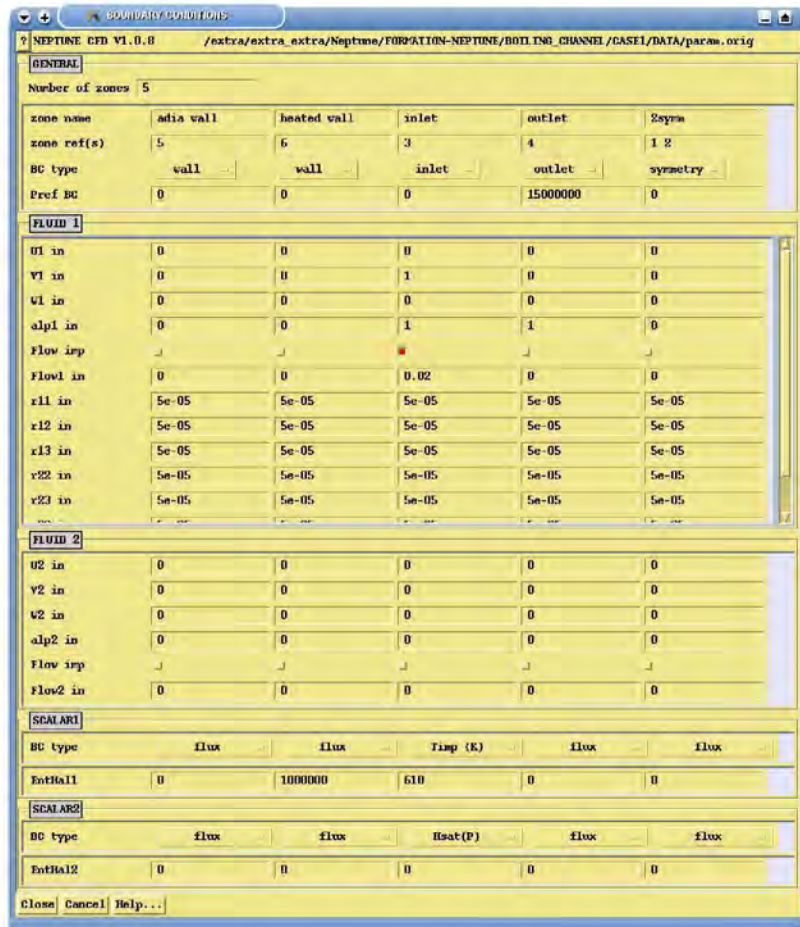 BOUNDARY CONDITIONS
? NEPTUNE CFD V1.0.8 /extra/extra_extra/Neptune/FORMATION-NEPTUNE/BOILING_CHANNEL/CASE1/DATA/param.orig
GENERAL
Number of zones 5
zone name adia wall heated wall inlet outlet 2symm
zone ref(s) 5 6 3 4 1 2
BC type wall wall inlet outlet symmetry
Pref BC 0 0 0 15000000 0
FLUID 1
U1 in 0 0 0 0 0
V1 in 0 0 1 0 0
W1 in 0 0 0 0 0
alp1 in 0 0 1 1 0
Flow imp
Flow1 in 0 0 0.02 0 0
r11 in 5e-05 5e-05 5e-05 5e-05 5e-05
r12 in 5e-05 5e-05 5e-05 5e-05 5e-05
r13 in 5e-05 5e-05 5e-05 5e-05 5e-05
r22 in 5e-05 5e-05 5e-05 5e-05 5e-05
r23 in 5e-05 5e-05 5e-05 5e-05 5e-05
FLUID 2
U2 in 0 0 0 0 0
V2 in 0 0 0 0 0
W2 in 0 0 0 0 0
alp2 in 0 0 0 0 0
Flow imp
Flow2 in 0 0 0 0 0
SCALAR1
BC type flux flux Timp (K) flux flux
EntHal1 0 1000000 610 0 0
SCALAR2
BC type flux flux Hsat(P) flux flux
EntHal2 0 0 0 0 0
Close Cancel Help...